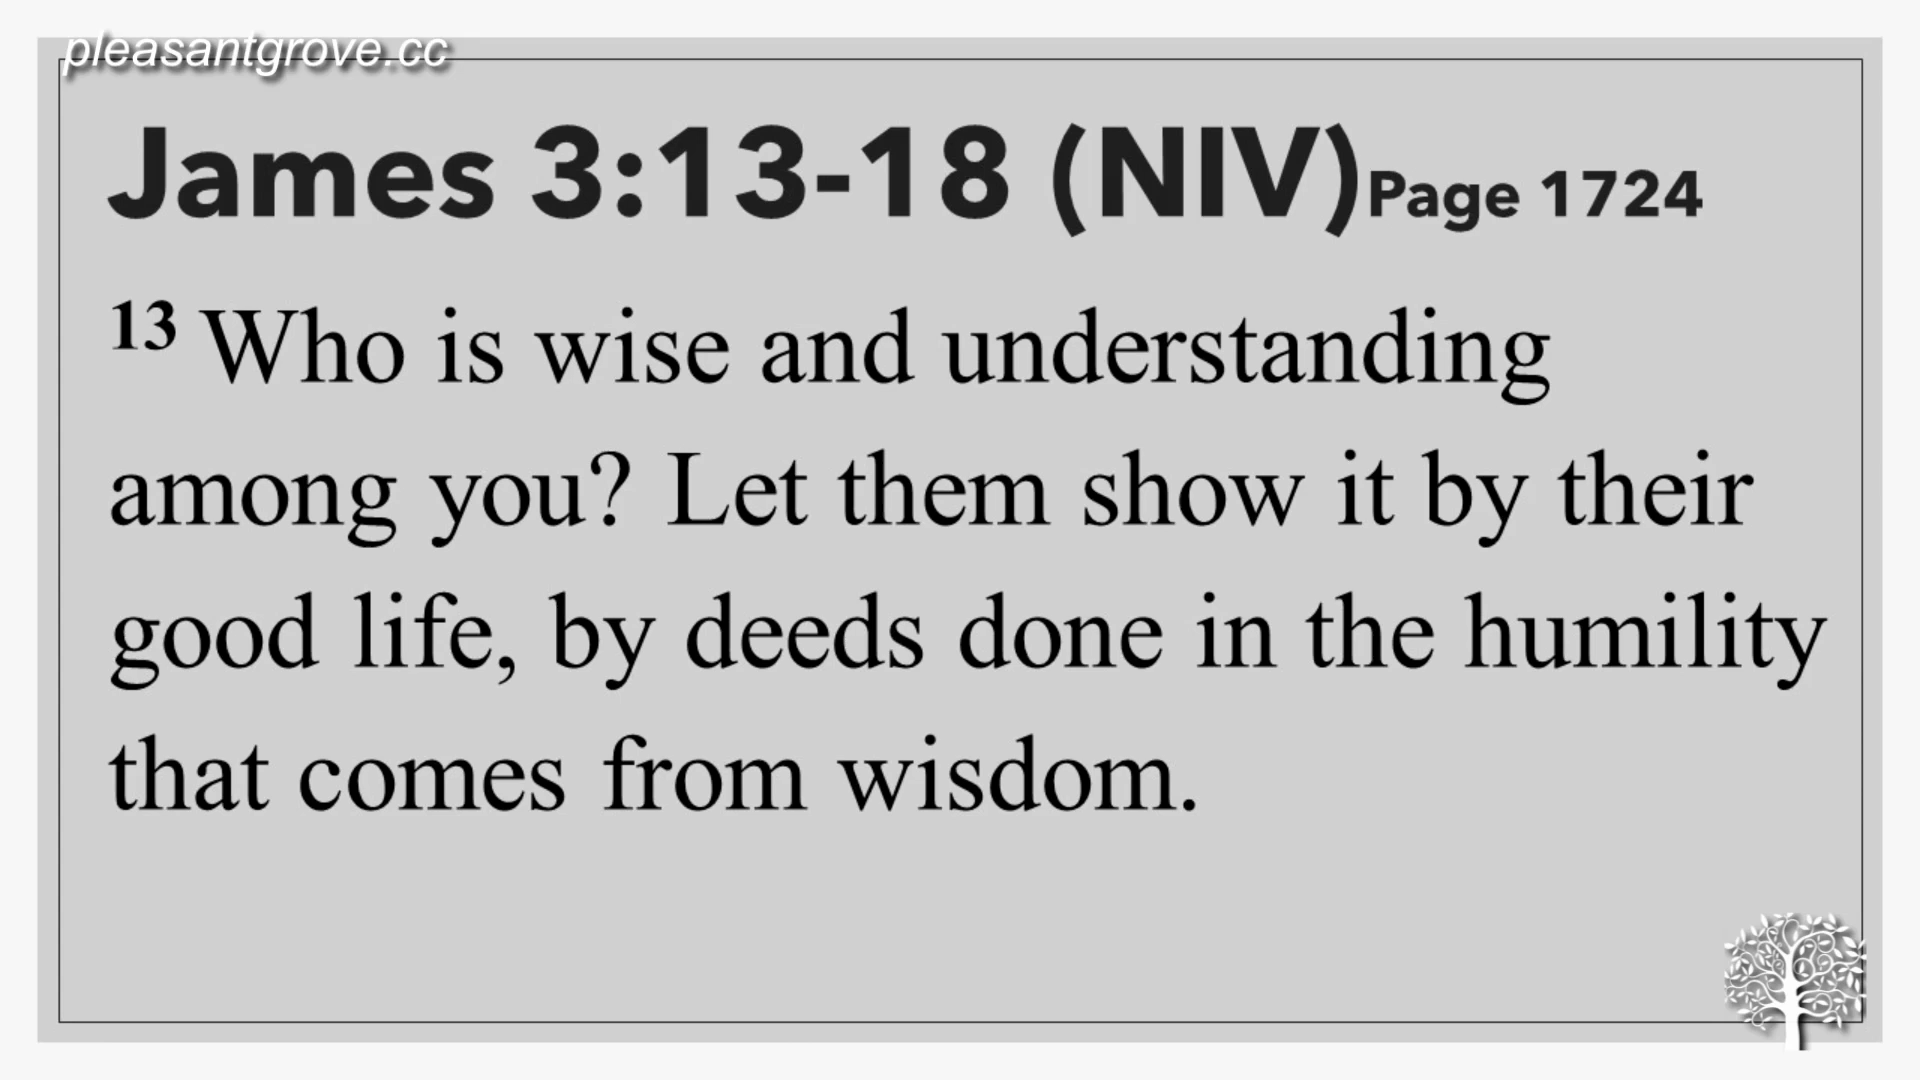 pleasantgrove.cc
James 3:13-18 (NIV)Page 1724
13 Who is wise and understanding
among you? Let them show it by their
good life, by deeds done in the humility
that comes from wisdom.